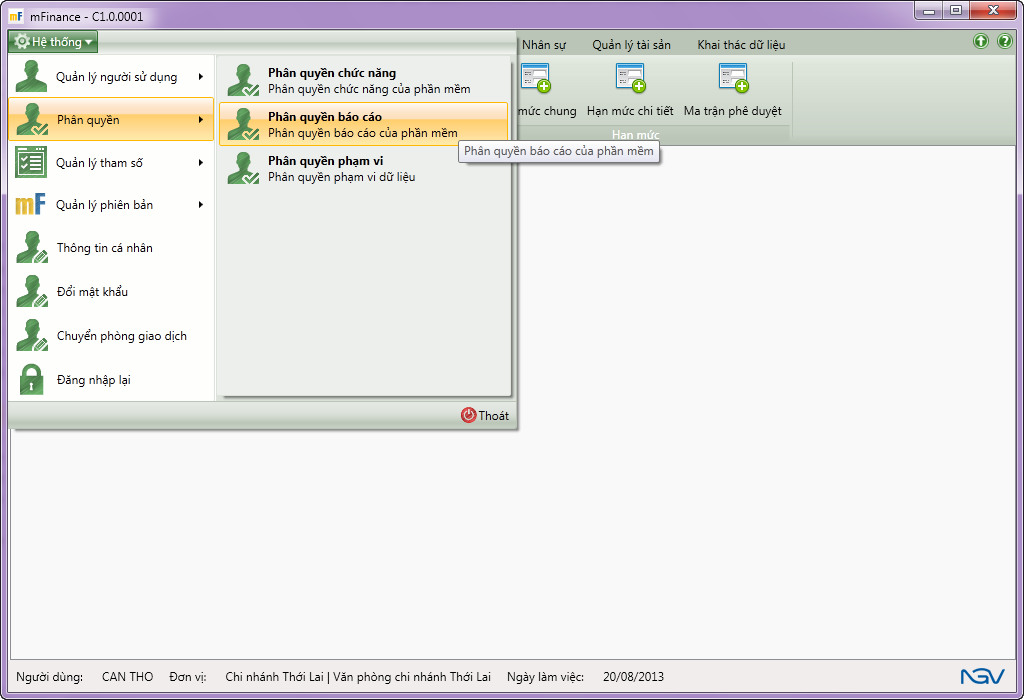 mF mFinance - C1.0.0001
Hệ thống
Nhân sự Quản lý tài sản Khai thác dữ liệu
mức chung Hạn mức chi tiết Ma trận phê duyệt
Hạn mức
Quản lý người sử dụng
Phân quyền
Quản lý tham số
mF Quản lý phiên bản
Thông tin cá nhân
Đổi mật khẩu
Chuyển phòng giao dịch
Đăng nhập lại
Phân quyền chức năng
Phân quyền chức năng của phần mềm
Phân quyền báo cáo
Phân quyền báo cáo của phần mềm
Phân quyền báo cáo của phần mềm
Phân quyền phạm vi
Phân quyền phạm vi dữ liệu
Thoát
Người dùng: CAN THO Đơn vị: Chi nhánh Thới Lai | Văn phòng chi nhánh Thới Lai Ngày làm việc: 20/08/2013
NGV